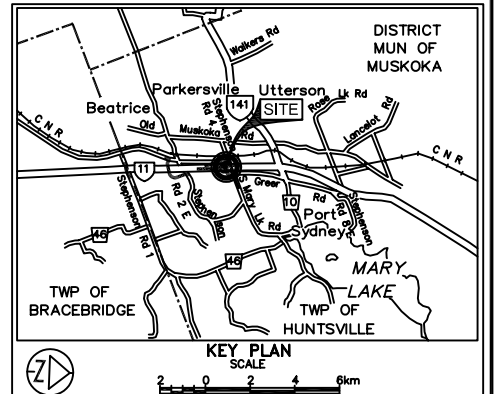 DISTRICT
MUN OF
MUSKOKA
Walkers Rd
Parkersville
Utterson
Beatrice
141
SITE
Rose Lk Rd
Lancelot Rd
Old Muskoka Rd
Stephenson Rd 4
CNR
CNR
11
Stephenson Rd 1
Rd 2 E
Stephenson
S Mary Lk Rd
Greer Rd
10
Port
Sydney
Stephenson
Rd 8 E
46
46
MARY
LAKE
TWP OF
BRACEBRIDGE
TWP OF
HUNTSVILLE
Z
KEY PLAN
SCALE
2 0 2 4 6km